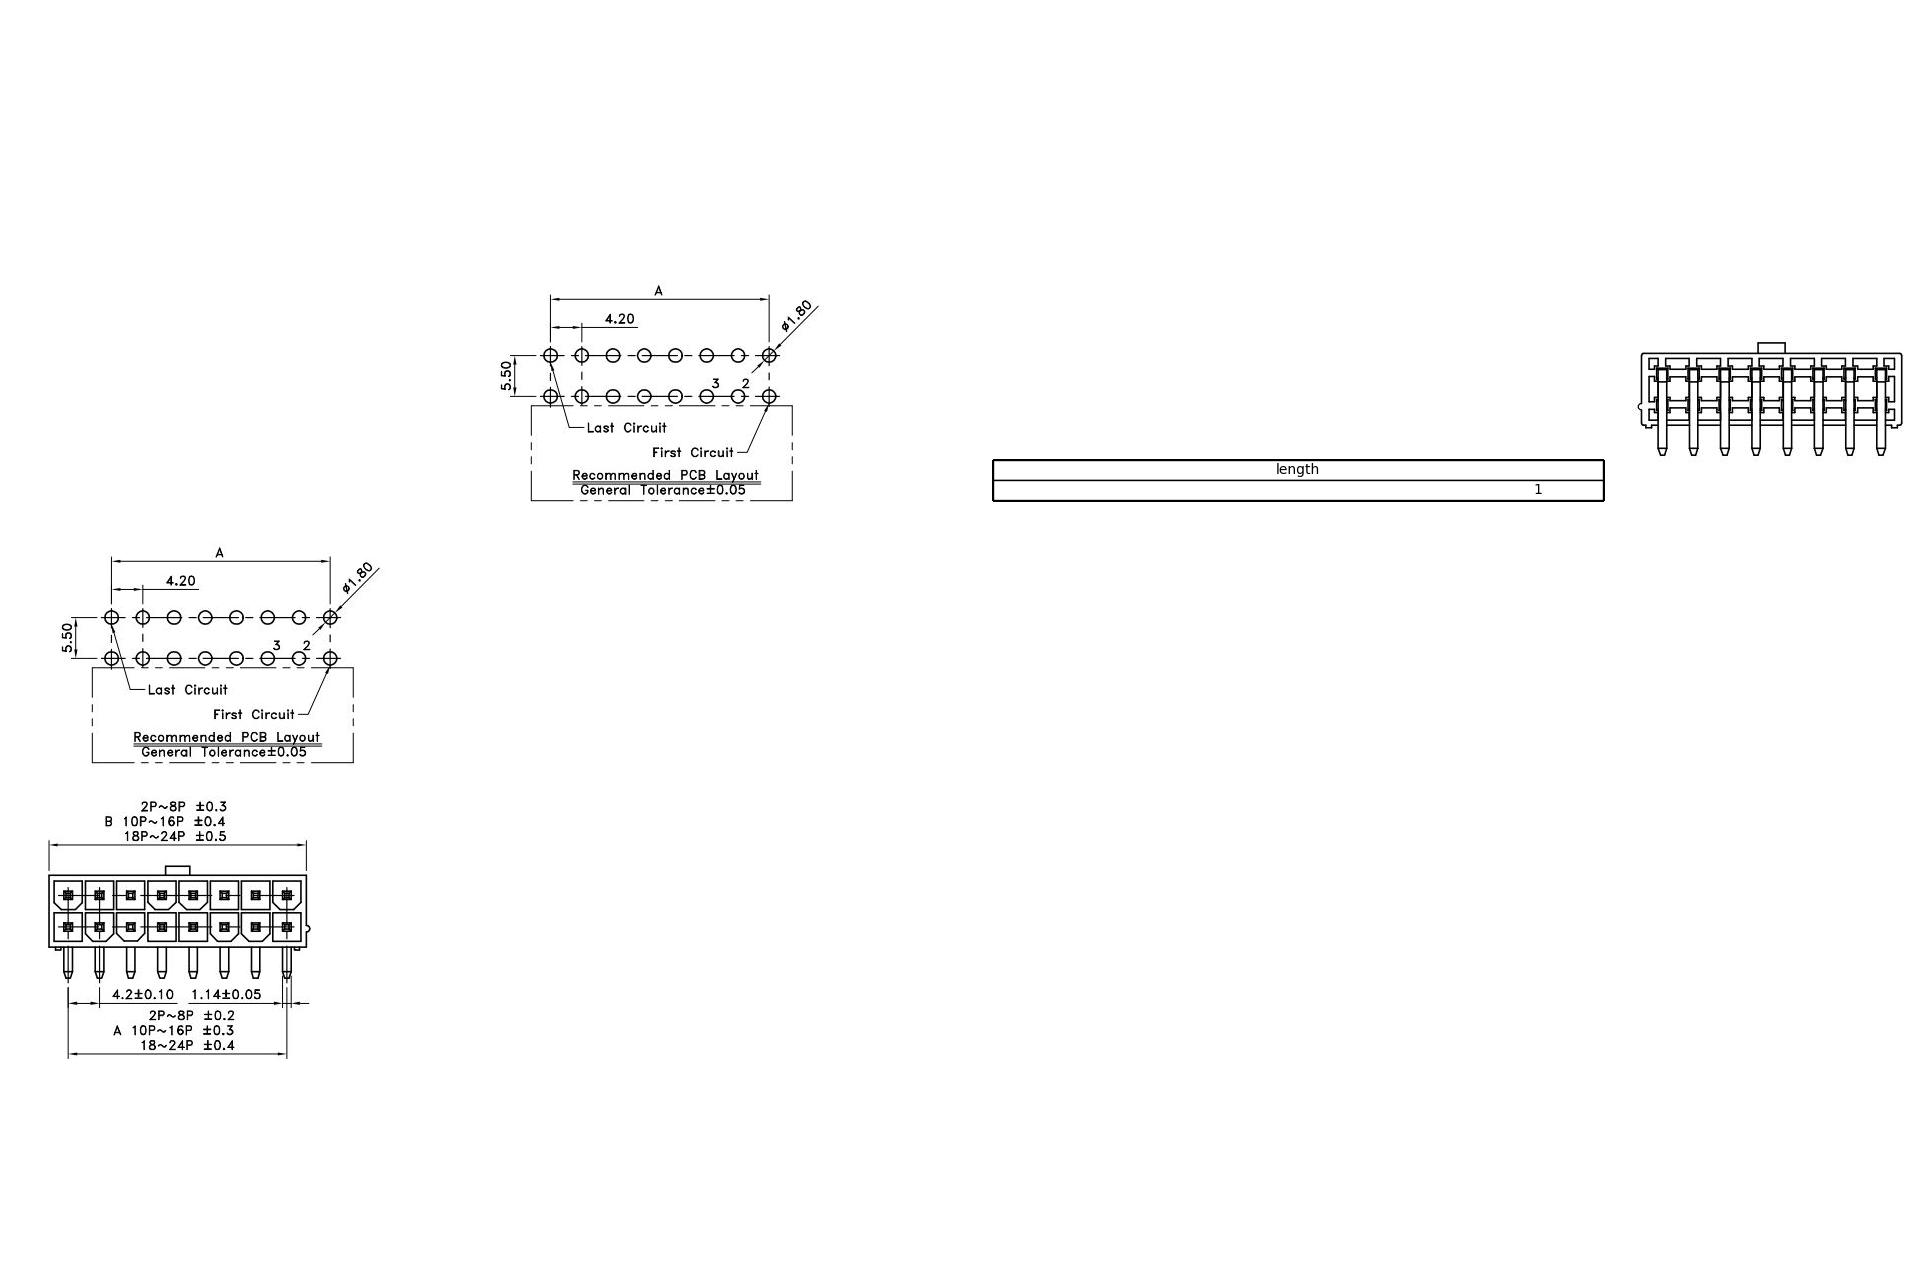 A
4.20
ø1.80
5.50
3 2
Last Circuit
First Circuit
Recommended PCB Layout
General Tolerance±0.05
length
1
A
4.20
ø1.80
5.50
3 2
Last Circuit
First Circuit
Recommended PCB Layout
General Tolerance±0.05
2P~8P ±0.3
B 10P~16P ±0.4
18P~24P ±0.5
4.2±0.10 1.14±0.05
2P~8P ±0.2
A 10P~16P ±0.3
18~24P ±0.4